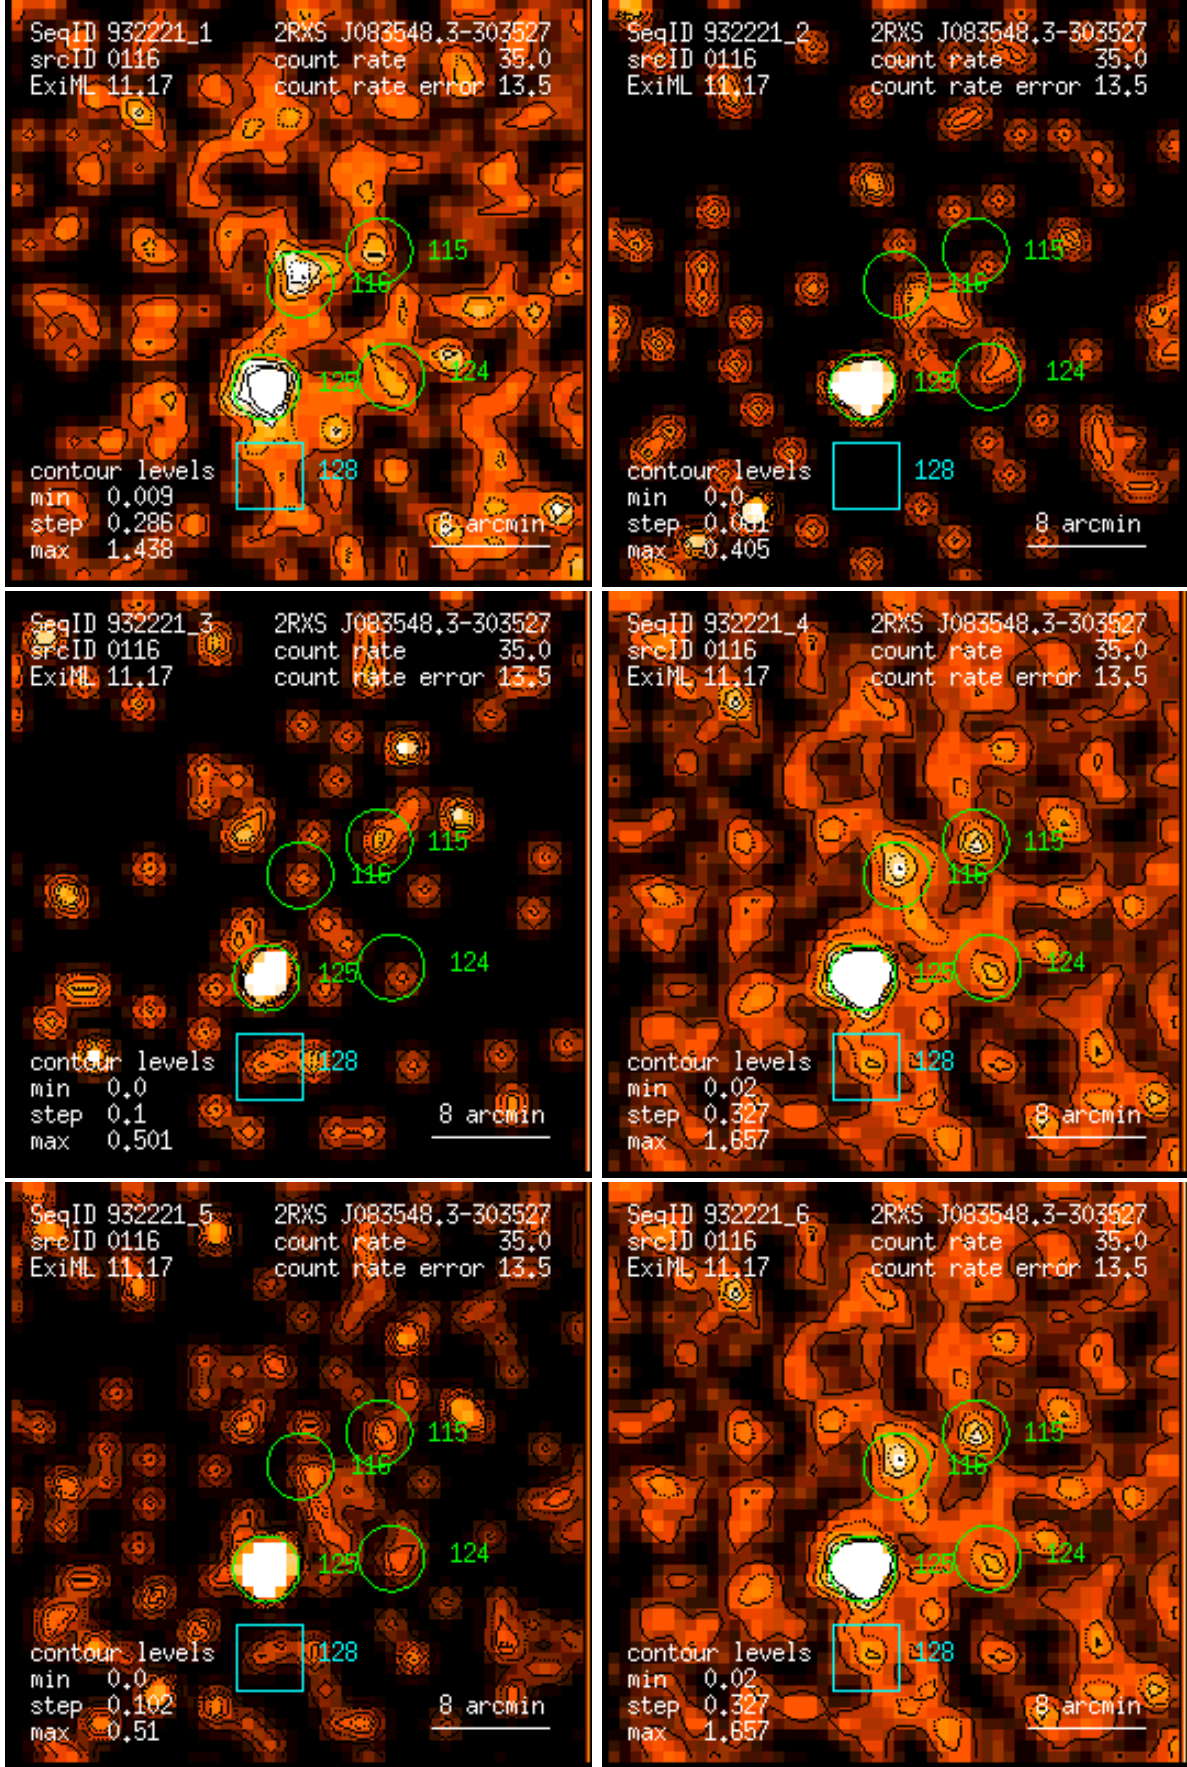 SeqID 932221_1 2RXS J083548.3-303527
srcID 0116 count rate 35.0
ExiML 11.17 count rate error 13.5
115
116
125 124
128
contour levels
min 0.009
step 0.286
max 1.438
8 arcmin
SeqID 932221_2 2RXS J083548.3-303527
srcID 0116 count rate 35.0
ExiML 11.17 count rate error 13.5
115
116
125 124
128
contour levels
min 0.0
step 0.081
max 0.405
8 arcmin
SeqID 932221_3 2RXS J083548.3-303527
srcID 0116 count rate 35.0
ExiML 11.17 count rate error 13.5
115
116
125 124
128
contour levels
min 0.0
step 0.1
max 0.501
8 arcmin
SeqID 932221_4 2RXS J083548.3-303527
srcID 0116 count rate 35.0
ExiML 11.17 count rate error 13.5
115
116
125 124
128
contour levels
min 0.02
step 0.327
max 1.657
8 arcmin
SeqID 932221_5 2RXS J083548.3-303527
srcID 0116 count rate 35.0
ExiML 11.17 count rate error 13.5
115
116
125 124
128
contour levels
min 0.0
step 0.102
max 0.51
8 arcmin
SeqID 932221_6 2RXS J083548.3-303527
srcID 0116 count rate 35.0
ExiML 11.17 count rate error 13.5
115
116
125 124
128
contour levels
min 0.02
step 0.327
max 1.657
8 arcmin